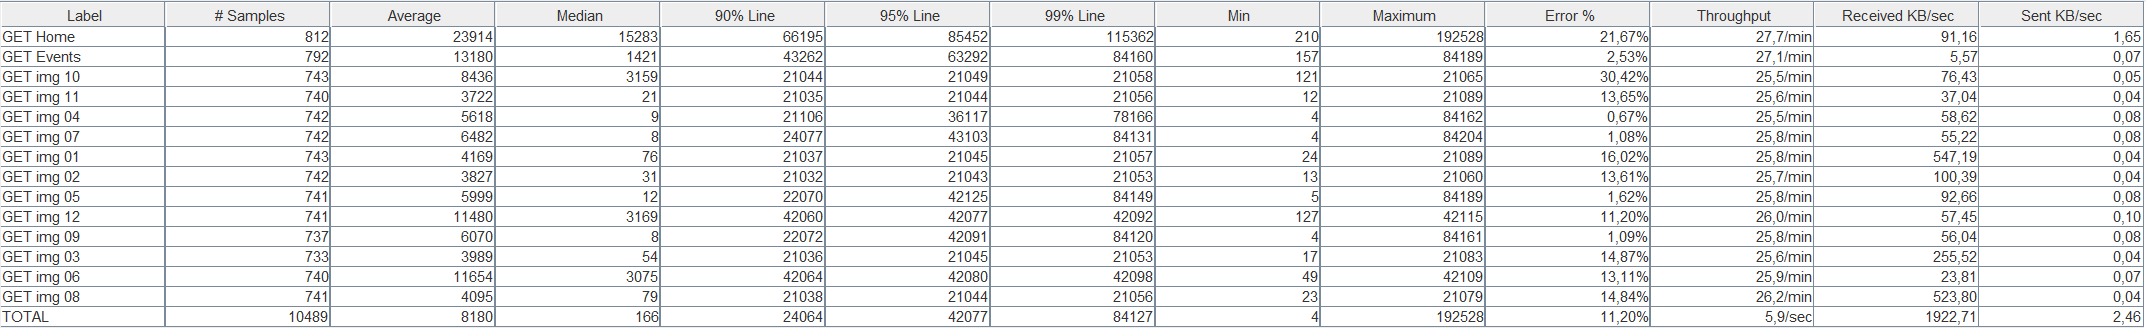 Label # Samples Average Median 90% Line 95% Line 99% Line Min Maximum Error % Throughput Received KB/sec Sent KB/sec
GET Home 812 23914 15283 66195 85452 115362 210 192528 21,67% 27,7/min 91,16 1,65
GET Events 792 13180 1421 43262 63292 84160 157 84189 2,53% 27,1/min 5,57 0,07
GET img 10 743 8436 3159 21044 21049 21058 121 21065 30,42% 25,5/min 76,43 0,05
GET img 11 740 3722 21 21035 21044 21056 12 21089 13,65% 25,6/min 37,04 0,04
GET img 04 742 5618 9 21106 36117 78166 4 84162 0,67% 25,5/min 58,62 0,08
GET img 07 742 6482 8 24077 43103 84131 4 84204 1,08% 25,8/min 55,22 0,08
GET img 01 743 4169 76 21037 21045 21057 24 21089 16,02% 25,8/min 547,19 0,04
GET img 02 742 3827 31 21032 21043 21053 13 21060 13,61% 25,7/min 100,39 0,04
GET img 05 741 5999 12 22070 42125 84149 5 84189 1,62% 25,8/min 92,66 0,08
GET img 12 741 11480 3169 42060 42077 42092 127 42115 11,20% 26,0/min 57,45 0,10
GET img 09 737 6070 8 22072 42091 84120 4 84161 1,09% 25,8/min 56,04 0,08
GET img 03 733 3989 54 21036 21045 21053 17 21083 14,87% 25,6/min 255,52 0,04
GET img 06 740 11654 3075 42064 42080 42098 49 42109 13,11% 25,9/min 23,81 0,07
GET img 08 741 4095 79 21038 21044 21056 23 21079 14,84% 26,2/min 523,80 0,04
TOTAL 10489 8180 166 24064 42077 84127 4 192528 11,20% 5,9/sec 1922,71 2,46